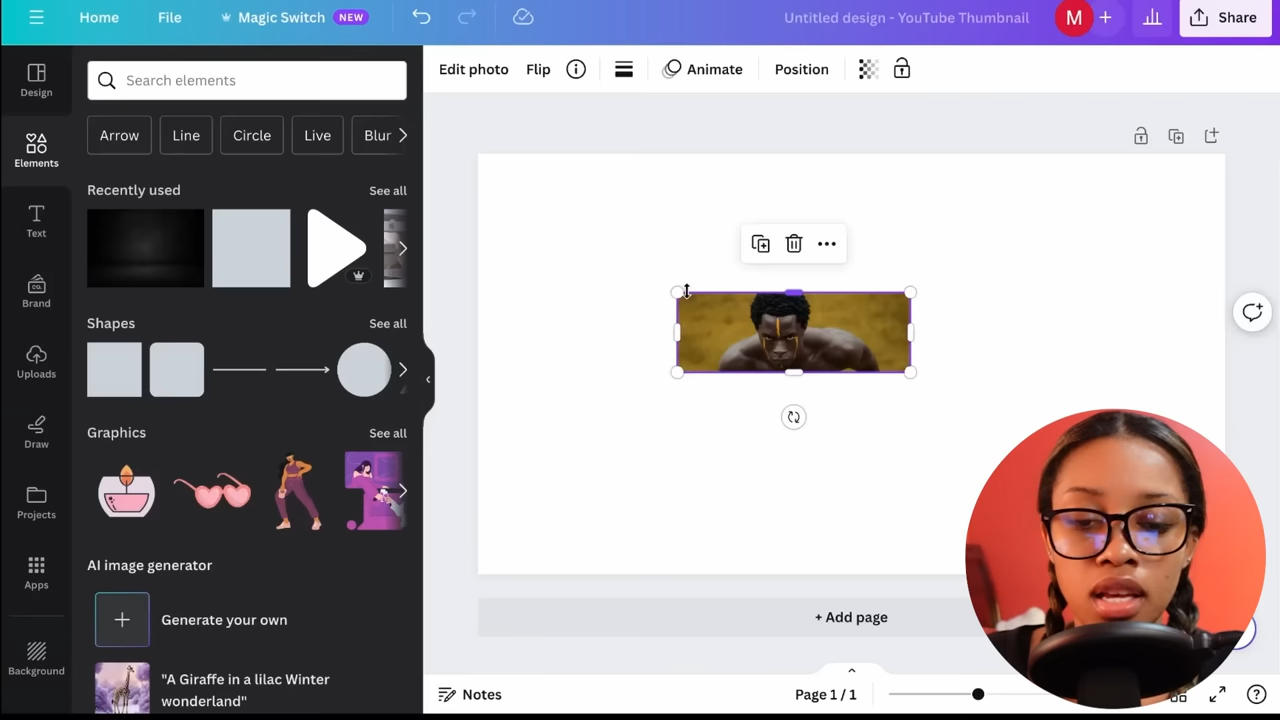 Home File Magic Switch NEW Untitled design - YouTube Thumbnail M + Share
Design
Elements
Text
Brand
Uploads
Draw
Projects
Apps
Background
Search elements
Arrow Line Circle Live Blur
Recently used See all
Shapes See all
Graphics See all
AI image generator
Generate your own
"A Giraffe in a lilac Winter
wonderland"
Edit photo Flip Animate Position
+ Add page
Notes Page 1 / 1